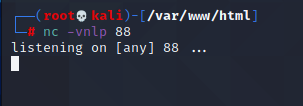 (root💀kali)-[/var/www/html]
# nc -vnlp 88
listening on [any] 88 ...